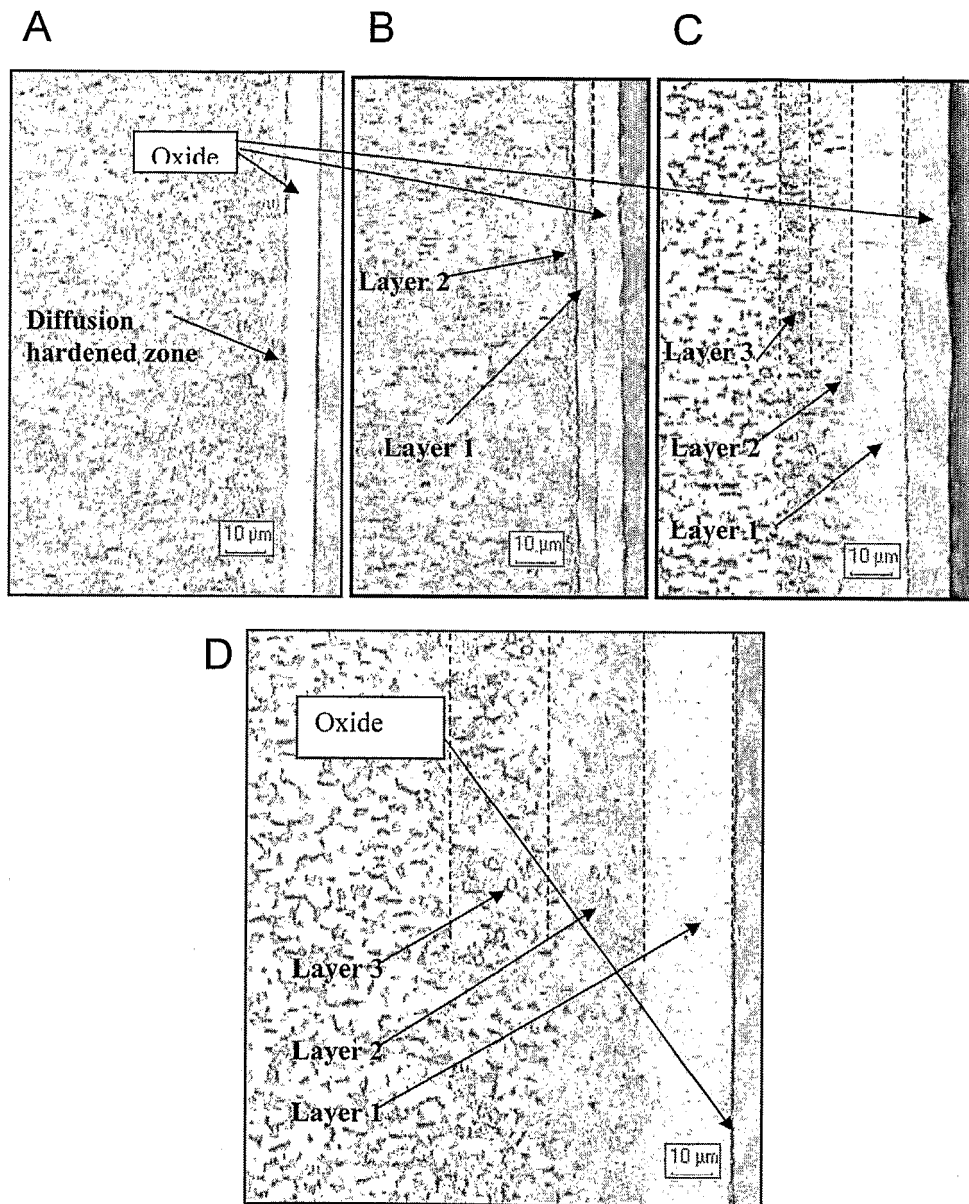 A
B
C
Oxide
Layer 2
Diffusion
hardened zone
Layer 3
Layer 1
Layer 2
Layer 1
10 µm
10 µm
10 µm
D
Oxide
Layer 3
Layer 2
Layer 1
10 µm